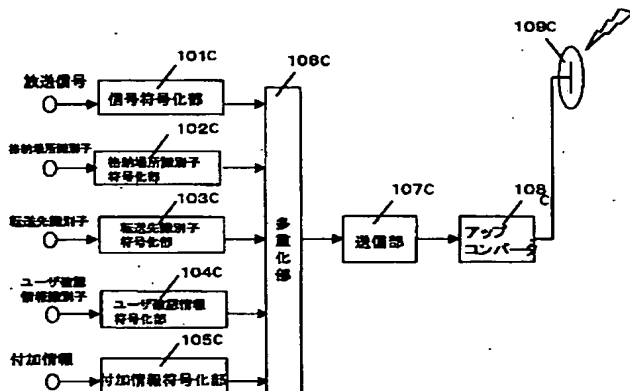 放送信号
101C
信号符号化部
106C
109C
格納場所識別子
102C
格納場所識別子
符号化部
転送先識別子
103C
転送先識別子
符号化部
多重化部
107C
送信部
108C
アップ
コンバータ
ユーザ確認
情報識別子
104C
ユーザ確認情報
符号化部
付加情報
105C
付加情報符号化部